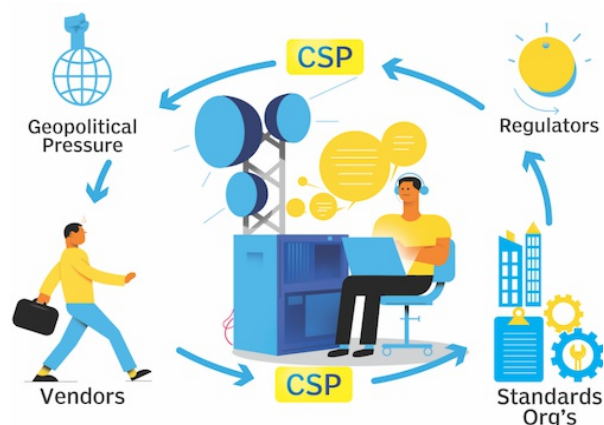 CSP
Geopolitical
Pressure
Regulators
Vendors
CSP
Standards
Org's